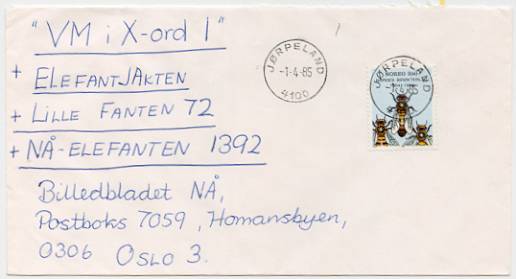 "VM i X-ord 1"
+ ELEFANTJAKTEN
+ LILLE FANTEN 72
+ NÅ-ELEFANTEN 1392
Billedbladet NÅ,
Postboks 7059, Homansbyen,
0306 OSLO 3.
JØRPELAND
-1-4-85
4100
JØRPELAND
NOREG